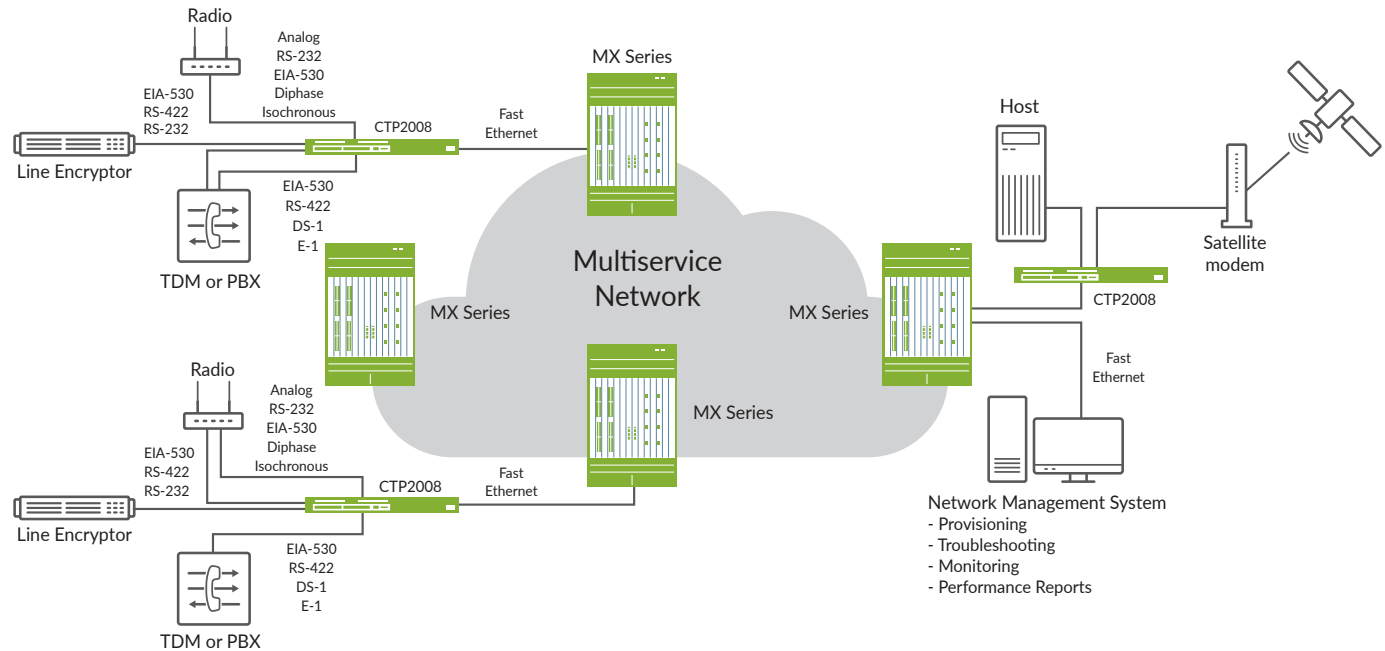 Radio
Analog
RS-232
EIA-530
Diphase
Isochronous
EIA-530
RS-422
RS-232
Line Encryptor
CTP2008
Fast
Ethernet
MX Series
EIA-530
RS-422
DS-1
E-1
TDM or PBX
Multiservice
Network
MX Series
MX Series
MX Series
Host
Satellite
modem
CTP2008
Fast
Ethernet
Radio
Analog
RS-232
EIA-530
Diphase
Isochronous
EIA-530
RS-422
RS-232
Line Encryptor
CTP2008
Fast
Ethernet
EIA-530
RS-422
DS-1
E-1
TDM or PBX
Network Management System
- Provisioning
- Troubleshooting
- Monitoring
- Performance Reports